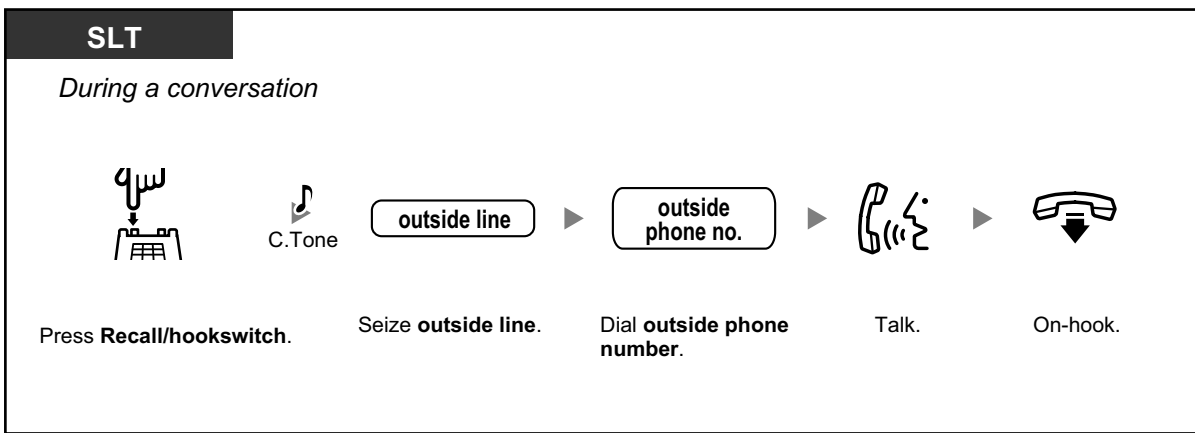 SLT
During a conversation
C.Tone
outside line
outside
phone no.
Press Recall/hookswitch.
Seize outside line.
Dial outside phone
number.
Talk.
On-hook.